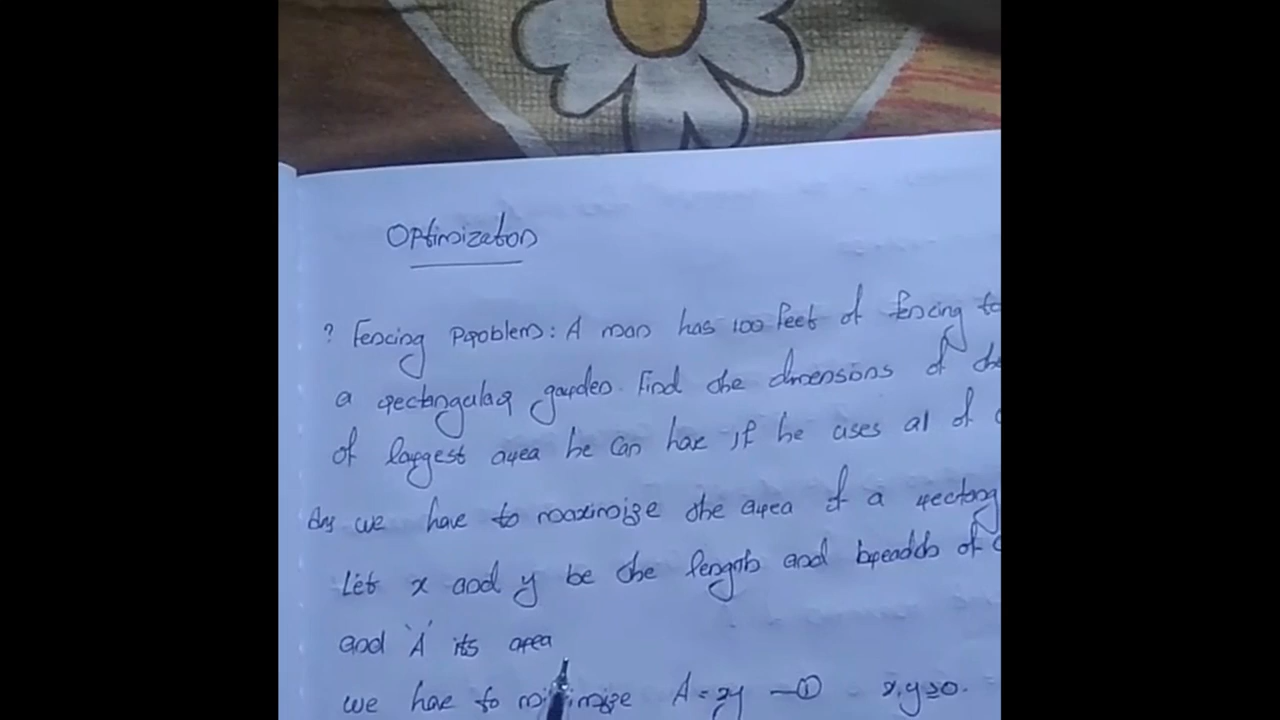 Optimization
? Fencing Problem: A man has 100 feet of fencing to
a rectangular garden. Find the dimensions of the
of largest area he can have if he uses all of
Ans we have to maximize the area of a rectang
Let x and y be the length and breadth of
and 'A' its area
we have to A = xy —① x,y≥0.